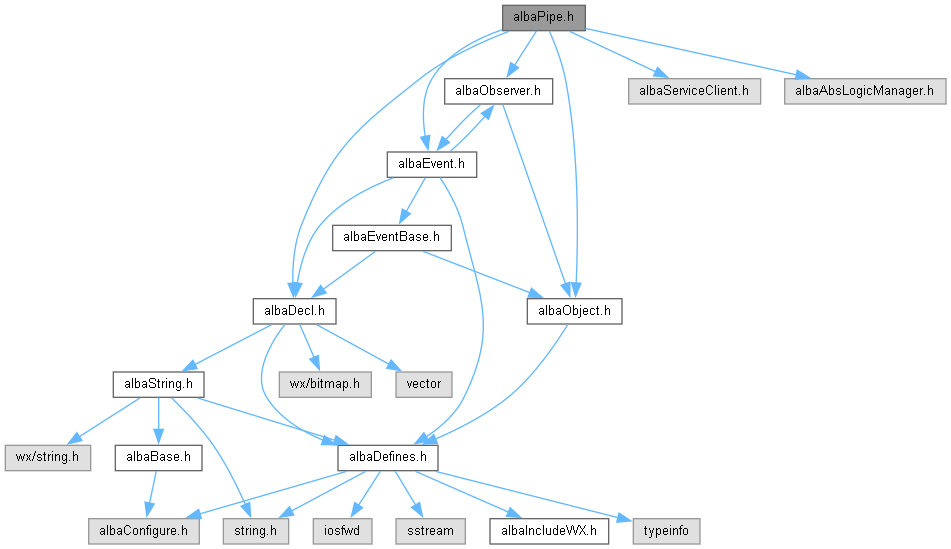 albaPipe.h
albaObserver.h
albaServiceClient.h
albaAbsLogicManager.h
albaEvent.h
albaEventBase.h
albaDecl.h
albaObject.h
albaString.h
wx/bitmap.h
vector
wx/string.h
albaBase.h
albaDefines.h
albaConfigure.h
string.h
iosfwd
sstream
albaIncludeWX.h
typeinfo